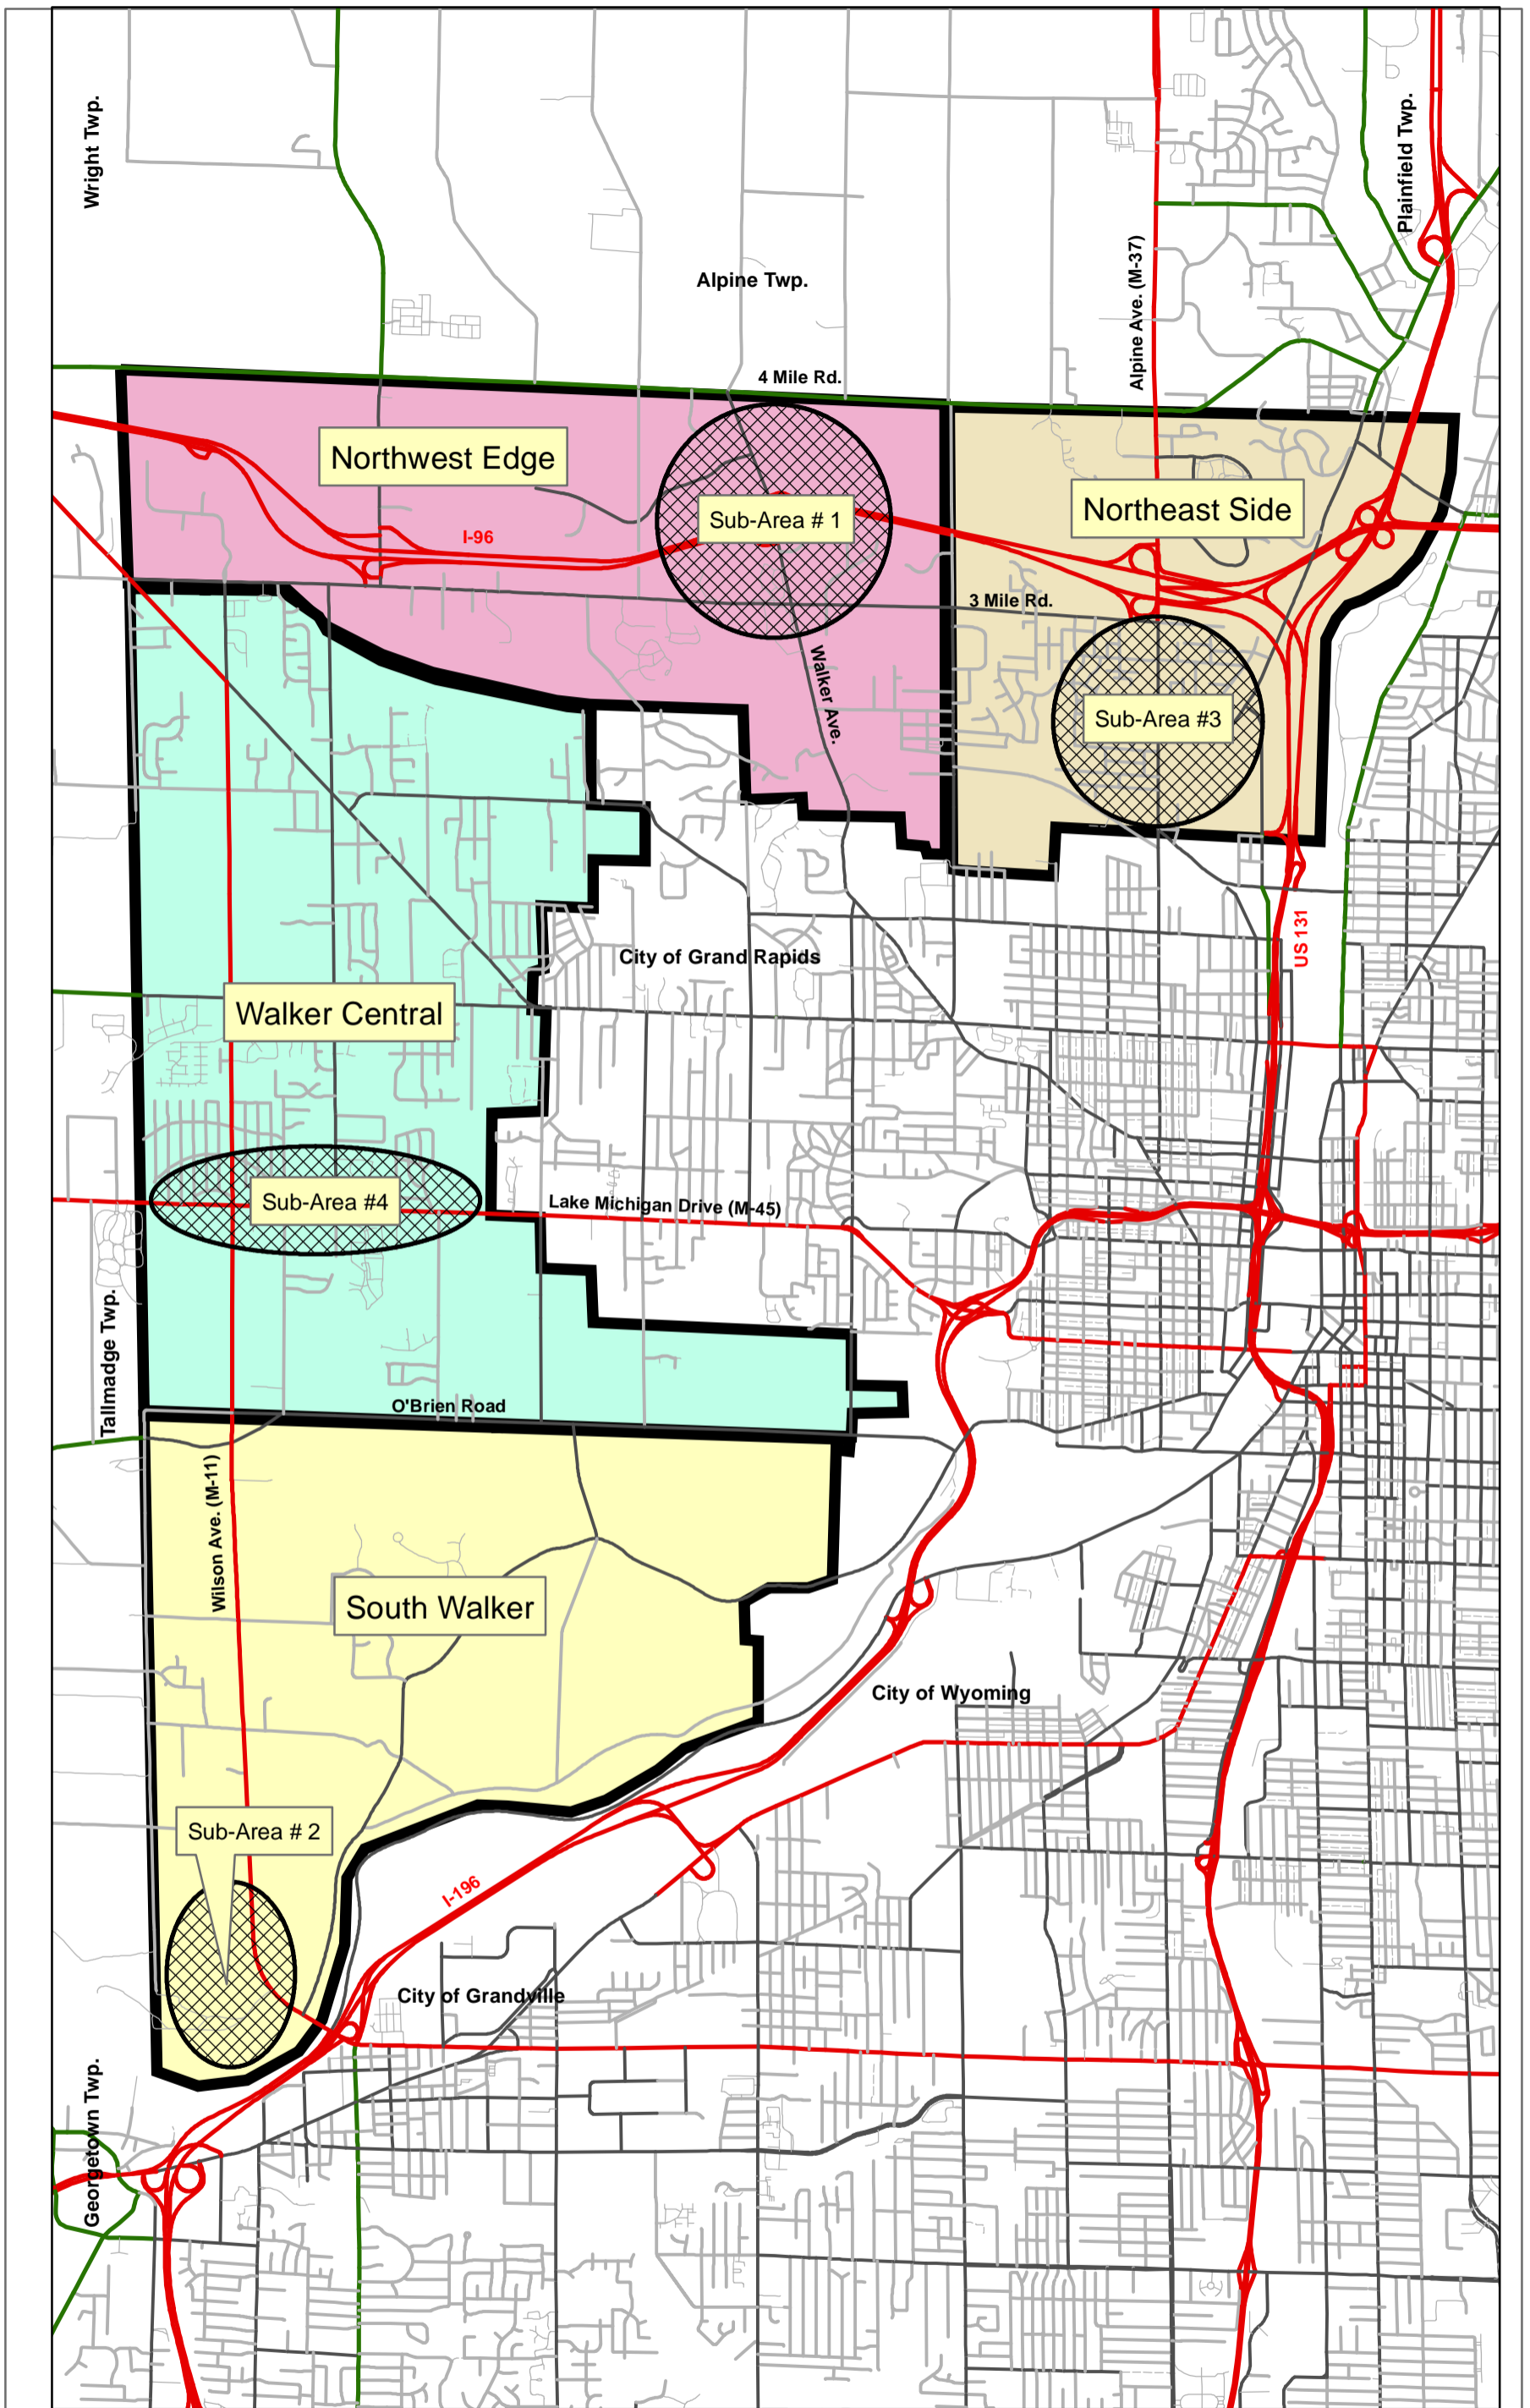 Wright Twp.
Plainfield Twp.
Alpine Twp.
Alpine Ave. (M-37)
4 Mile Rd.
Northwest Edge
Sub-Area # 1
Northeast Side
I-96
3 Mile Rd.
Walker Ave.
Sub-Area #3
City of Grand Rapids
US 131
Walker Central
Sub-Area #4
Lake Michigan Drive (M-45)
Tallmadge Twp.
O'Brien Road
Wilson Ave. (M-11)
South Walker
City of Wyoming
Sub-Area # 2
I-196
City of Grandville
Georgetown Twp.